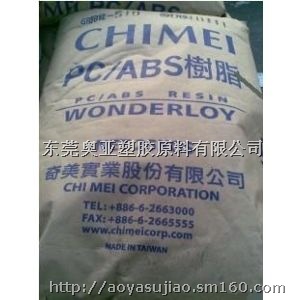 CHIMEI
PC/ABS樹脂
PC/ABS RESIN
WONDERLOY
东莞奥亚塑胶原料有限公司
奇美實業股份有限公司
CHI MEI CORPORATION
TEL: +886-6-2663000
FAX: +886-6-2665555
www.chimeicorp.com
MADE IN TAIWAN
http://aoyasujiao.sm160.com